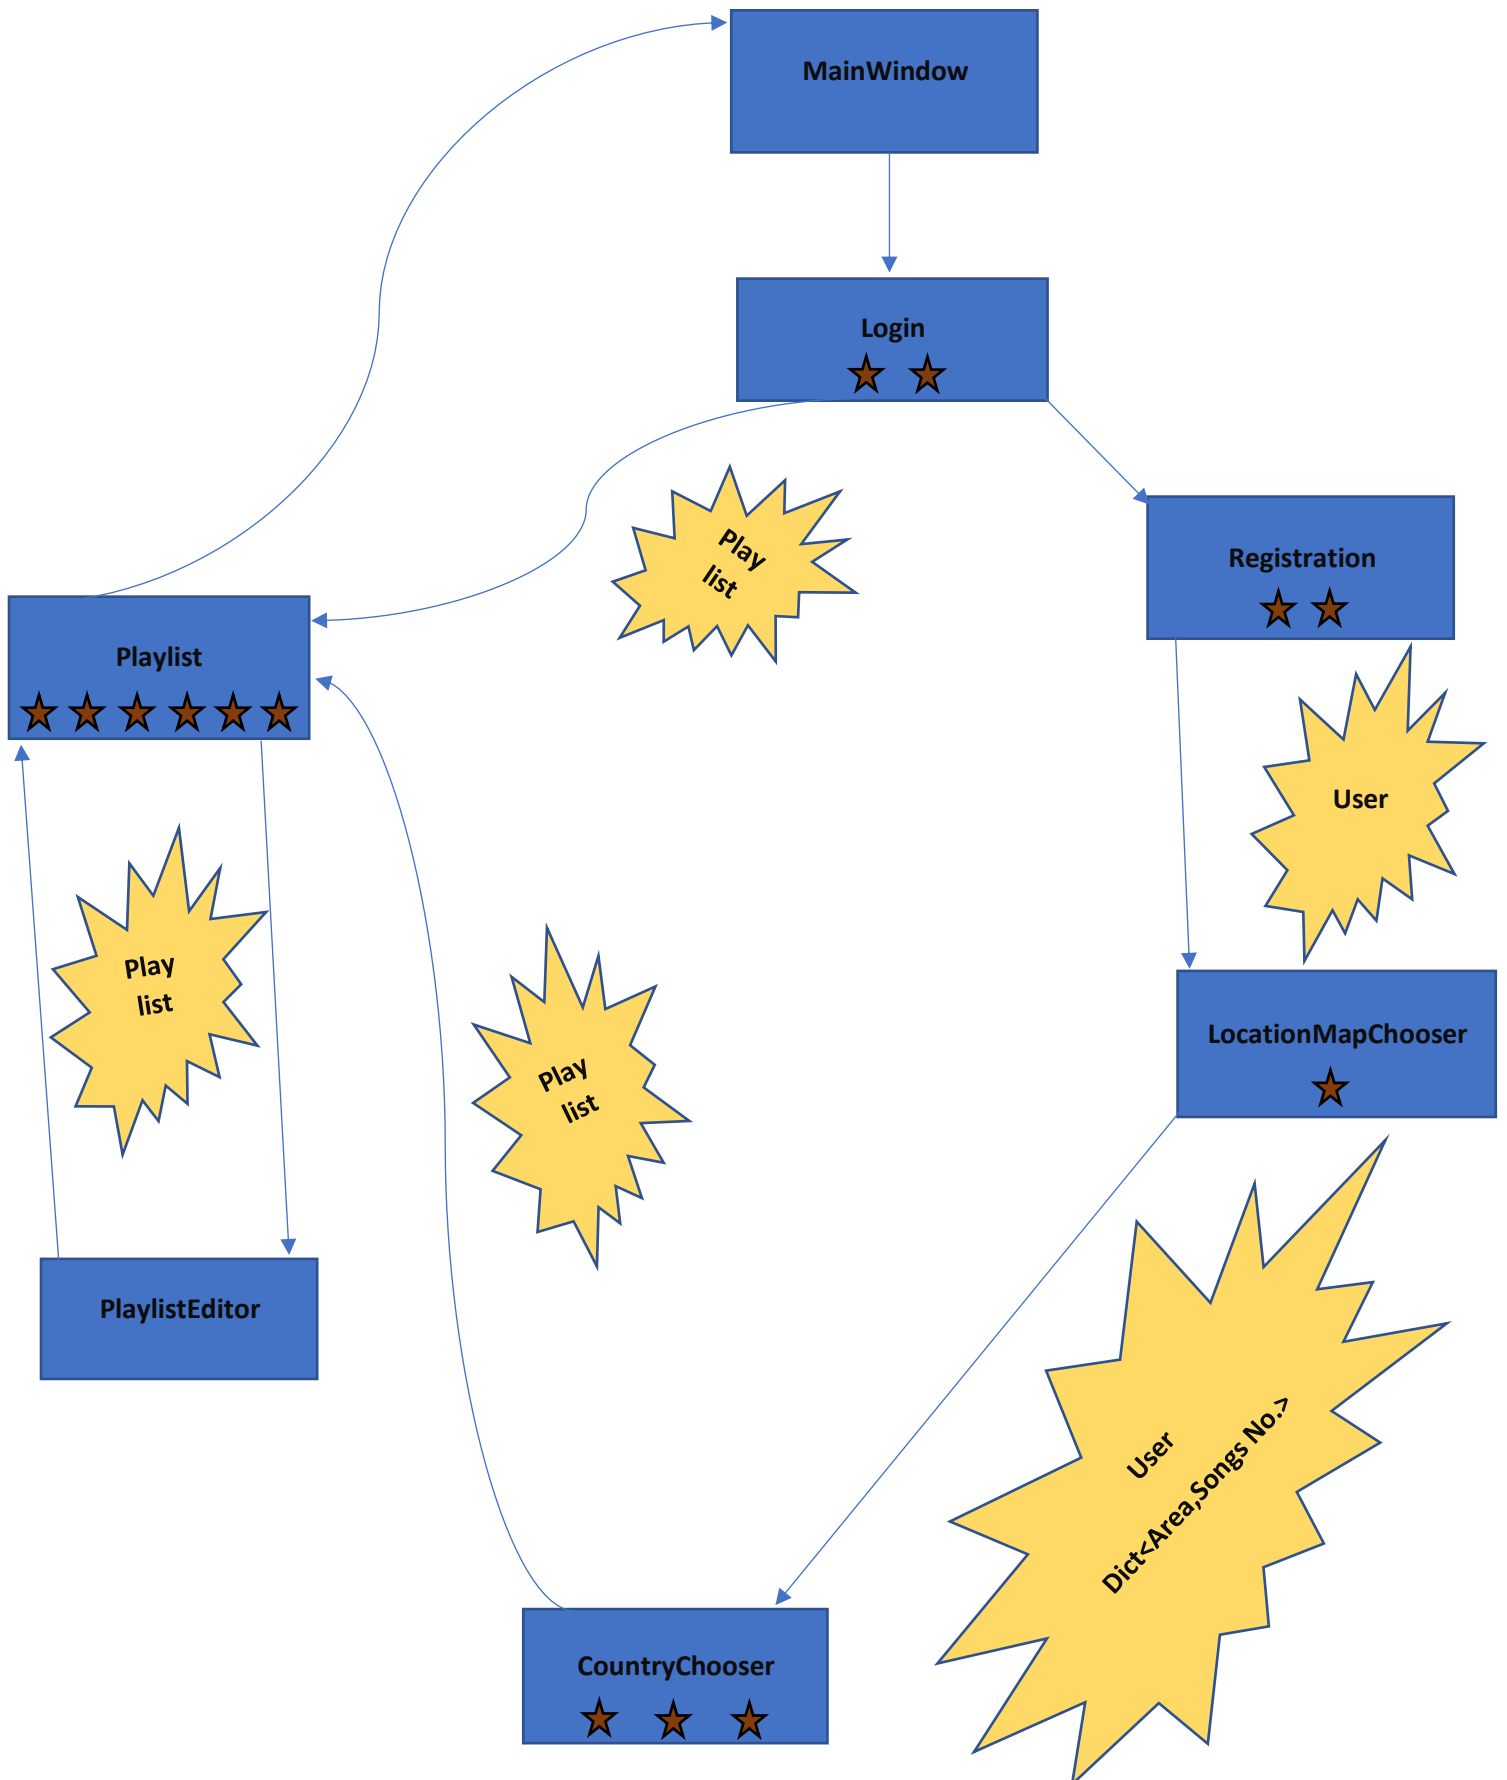 MainWindow
Login
Play
list
Registration
Playlist
User
Play
list
LocationMapChooser
Play
list
PlaylistEditor
User
Dict<Area,Songs No.>
CountryChooser